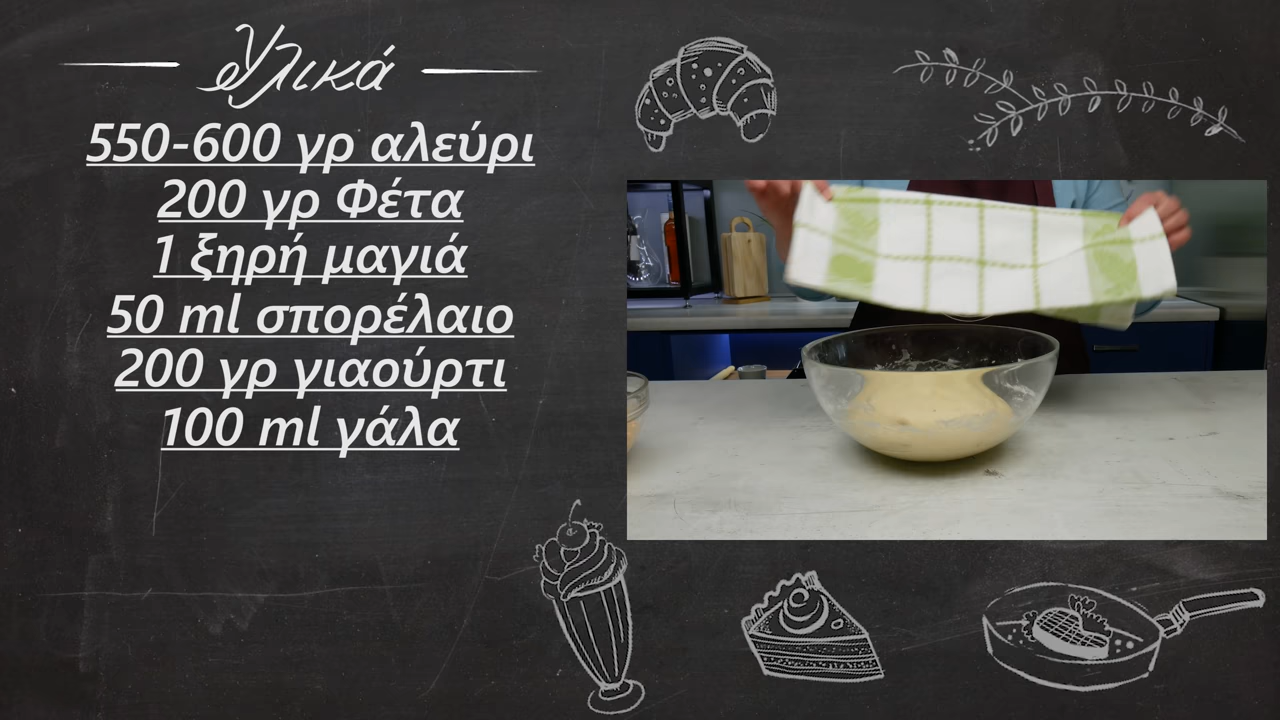 Υλικά
550-600 γρ αλεύρι
200 γρ Φέτα
1 ξηρή μαγιά
50 ml σπορέλαιο
200 γρ γιαούρτι
100 ml γάλα